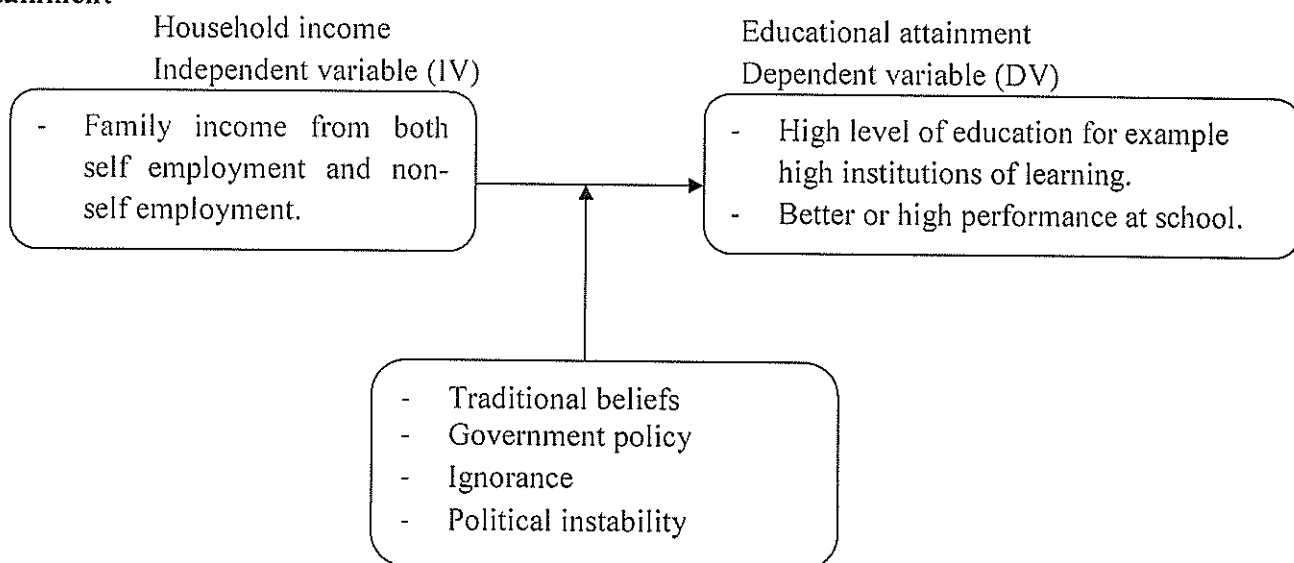 Household income
Independent variable (IV)
- Family income from both
self employment and non-
self employment.
Educational attainment
Dependent variable (DV)
- High level of education for example
high institutions of learning.
- Better or high performance at school.
- Traditional beliefs
- Government policy
- Ignorance
- Political instability